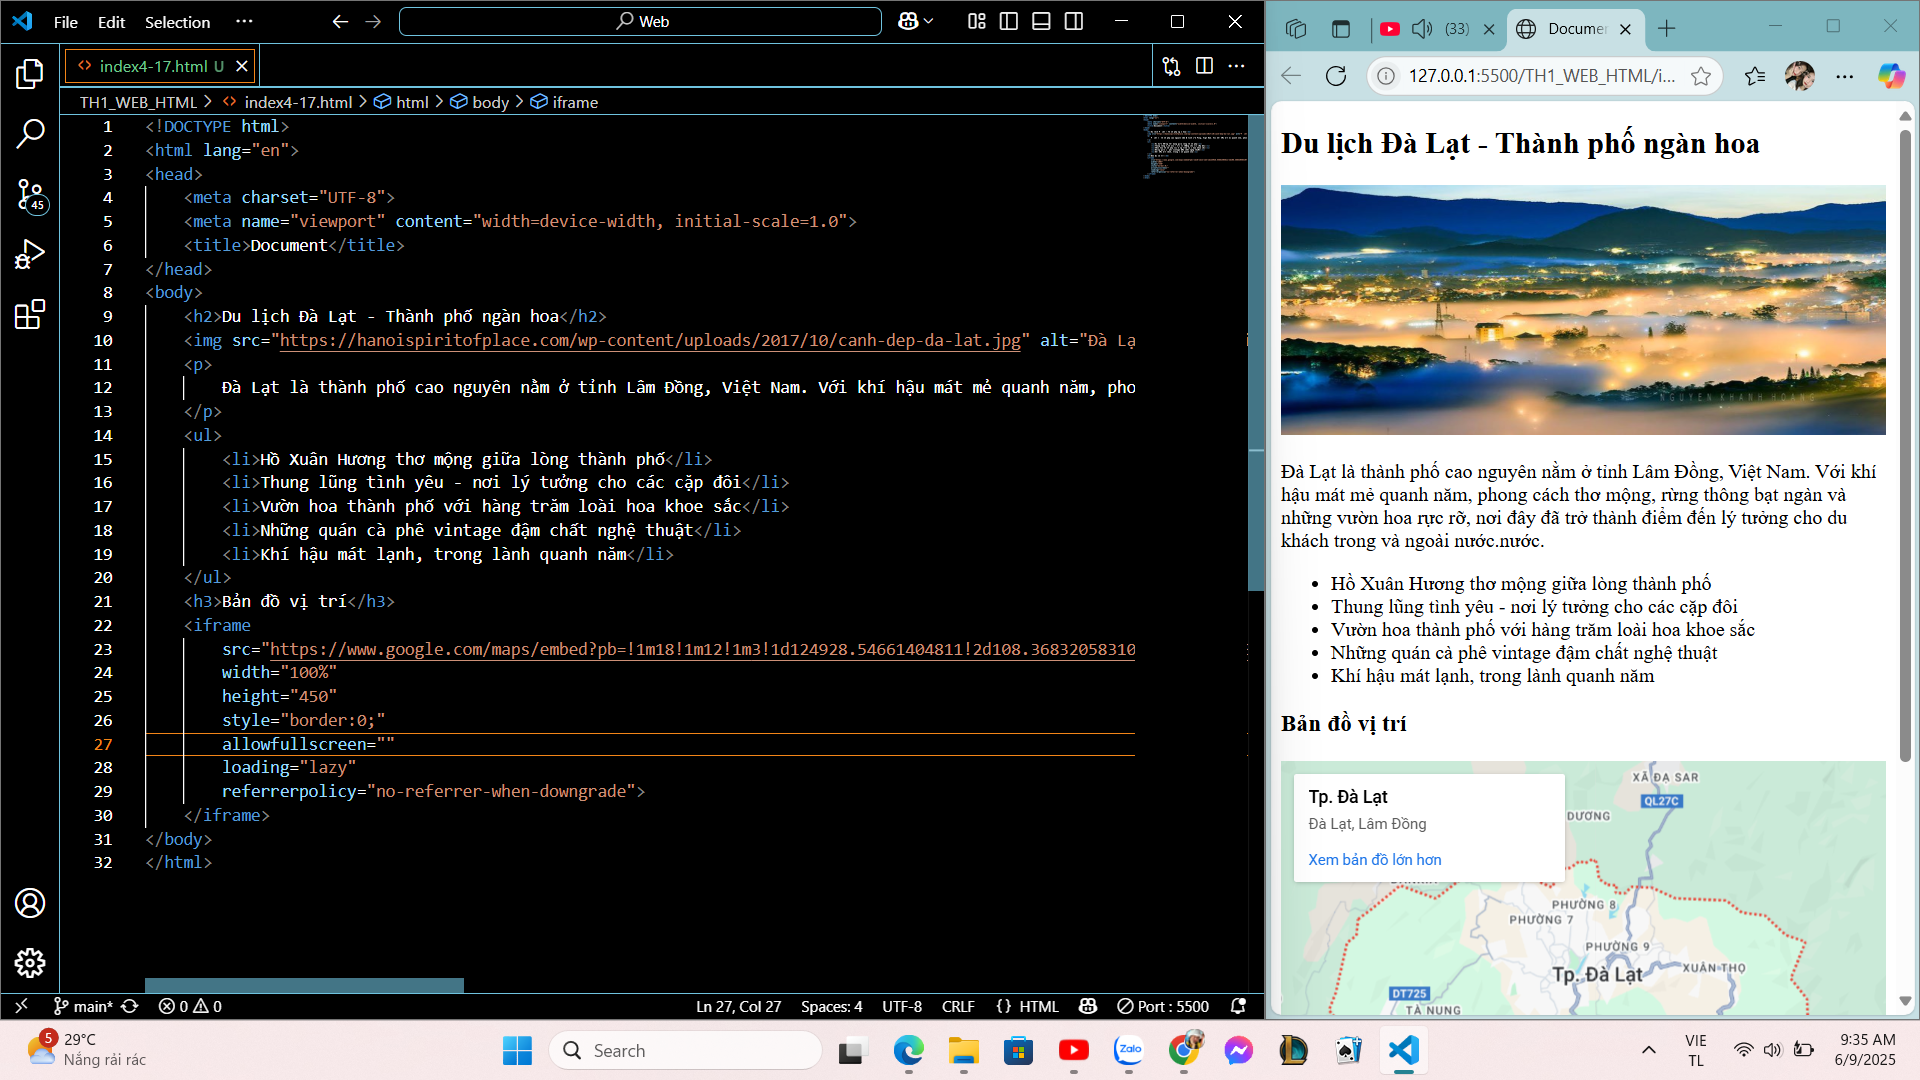 File Edit Selection ··· Web
index4-17.html U
TH1_WEB_HTML > index4-17.html > html > body > iframe
1 <!DOCTYPE html>
2 <html lang="en">
3 <head>
4 <meta charset="UTF-8">
5 <meta name="viewport" content="width=device-width, initial-scale=1.0">
6 <title>Document</title>
7 </head>
8 <body>
9 <h2>Du lịch Đà Lạt - Thành phố ngàn hoa</h2>
10 <img src="https://hanoispiritofplace.com/wp-content/uploads/2017/10/canh-dep-da-lat.jpg" alt="Đà Lạ
11 <p>
12 Đà Lạt là thành phố cao nguyên nằm ở tỉnh Lâm Đồng, Việt Nam. Với khí hậu mát mẻ quanh năm, pho
13 </p>
14 <ul>
15 <li>Hồ Xuân Hương thơ mộng giữa lòng thành phố</li>
16 <li>Thung lũng tình yêu - nơi lý tưởng cho các cặp đôi</li>
17 <li>Vườn hoa thành phố với hàng trăm loài hoa khoe sắc</li>
18 <li>Những quán cà phê vintage đậm chất nghệ thuật</li>
19 <li>Khí hậu mát lạnh, trong lành quanh năm</li>
20 </ul>
21 <h3>Bản đồ vị trí</h3>
22 <iframe
23 src="https://www.google.com/maps/embed?pb=!1m18!1m12!1m3!1d124928.54661404811!2d108.36832058310
24 width="100%"
25 height="450"
26 style="border:0;"
27 allowfullscreen=""
28 loading="lazy"
29 referrerpolicy="no-referrer-when-downgrade">
30 </iframe>
31 </body>
32 </html>
45
main* 0 0 Ln 27, Col 27 Spaces: 4 UTF-8 CRLF {} HTML Port : 5500
(33) Documen
127.0.0.1:5500/TH1_WEB_HTML/i...
Du lịch Đà Lạt - Thành phố ngàn hoa
NGUYEN KHANH HOANG
Đà Lạt là thành phố cao nguyên nằm ở tỉnh Lâm Đồng, Việt Nam. Với khí
hậu mát mẻ quanh năm, phong cách thơ mộng, rừng thông bạt ngàn và
những vườn hoa rực rỡ, nơi đây đã trở thành điểm đến lý tưởng cho du
khách trong và ngoài nước.nước.
• Hồ Xuân Hương thơ mộng giữa lòng thành phố
• Thung lũng tình yêu - nơi lý tưởng cho các cặp đôi
• Vườn hoa thành phố với hàng trăm loài hoa khoe sắc
• Những quán cà phê vintage đậm chất nghệ thuật
• Khí hậu mát lạnh, trong lành quanh năm
Bản đồ vị trí
XÃ ĐẠ SAR
Tp. Đà Lạt
QL27C
DƯƠNG
Đà Lạt, Lâm Đồng
Xem bản đồ lớn hơn
PHƯỜNG 8
PHƯỜNG 7
PHƯỜNG 9
XUÂN THỌ
Tp. Đà Lạt
DT725
TÀ NUNG
5
29°C
Nắng rải rác
Search
Zalo
VIE
TL
9:35 AM
6/9/2025